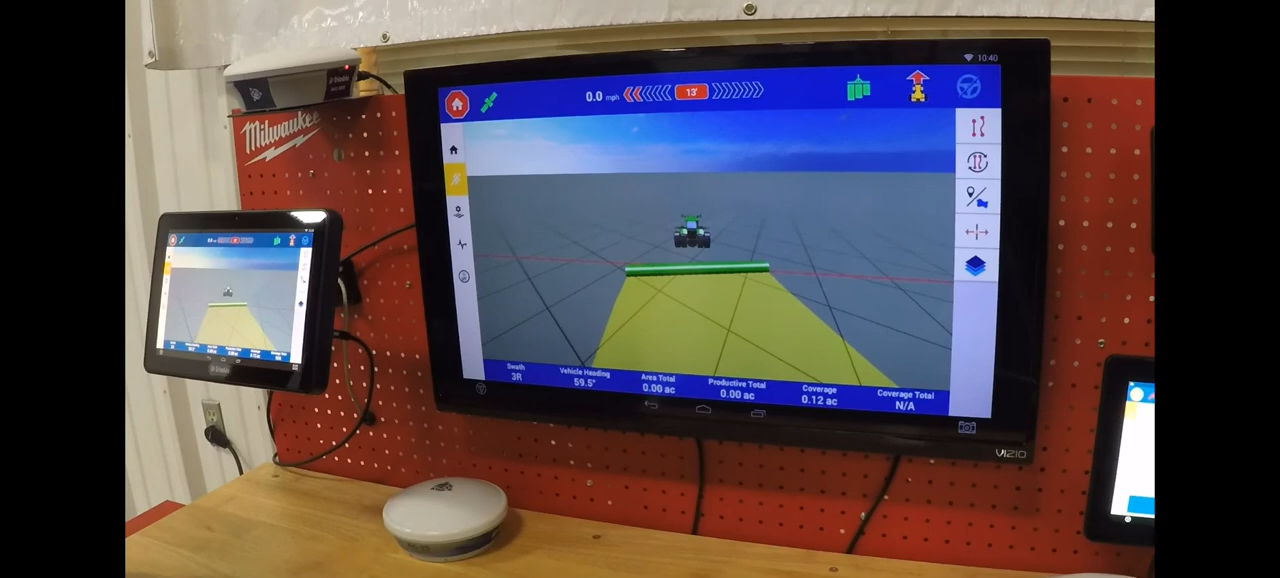 10:40
0.0 mph
13'
Milwaukee
Swath
3R
Vehicle Heading
59.5°
Area Total
0.00 ac
Productive Total
0.00 ac
Coverage
0.12 ac
Coverage Total
N/A
VIZIO
Trimble